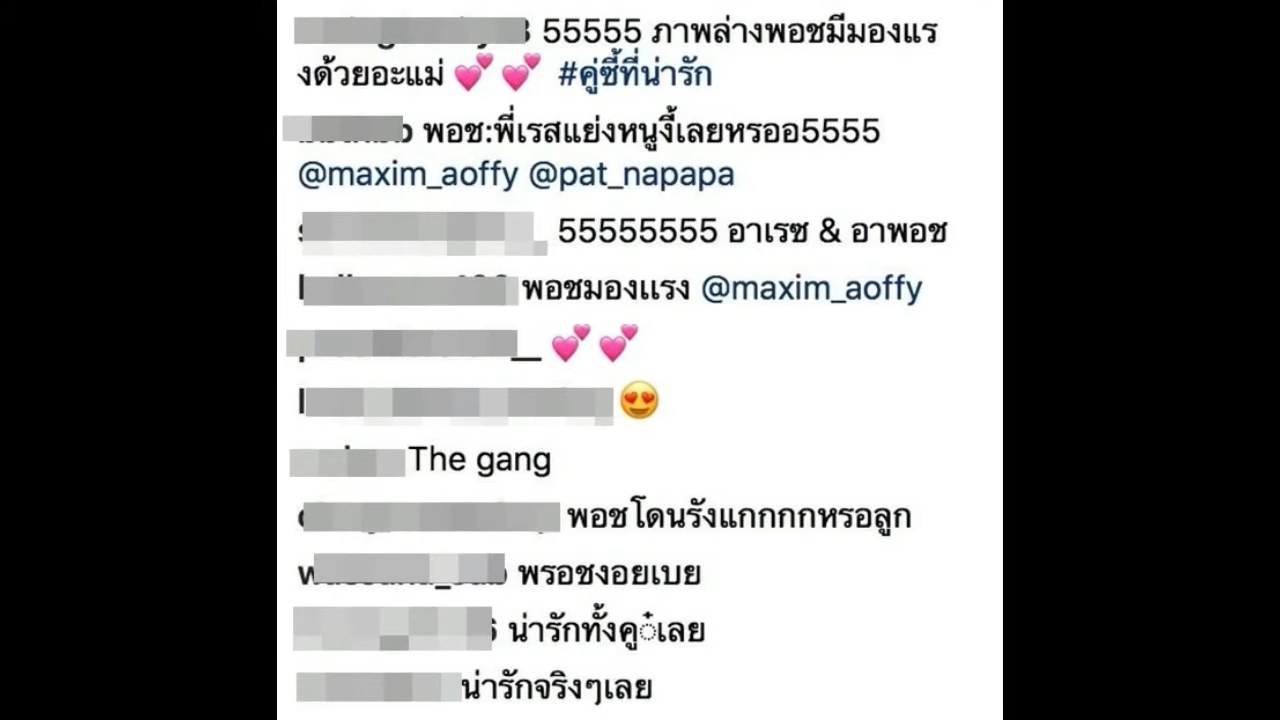 55555 ภาพล่างพอชมีมองแร
งด้วยอะแม่ 💕 💕 #คู่ซี้ที่น่ารัก
พอช:พี่เรสแย่งหนูงี้เลยหรออ5555
@maxim_aoffy @pat_napapa
55555555 อาเรซ & อาพอช
พอชมองแรง @maxim_aoffy
💕 💕
😍
The gang
พอชโดนรังแกกกกหรอลูก
พรอชงอยเบย
น่ารักทั้งคู๋เลย
น่ารักจริงๆเลย